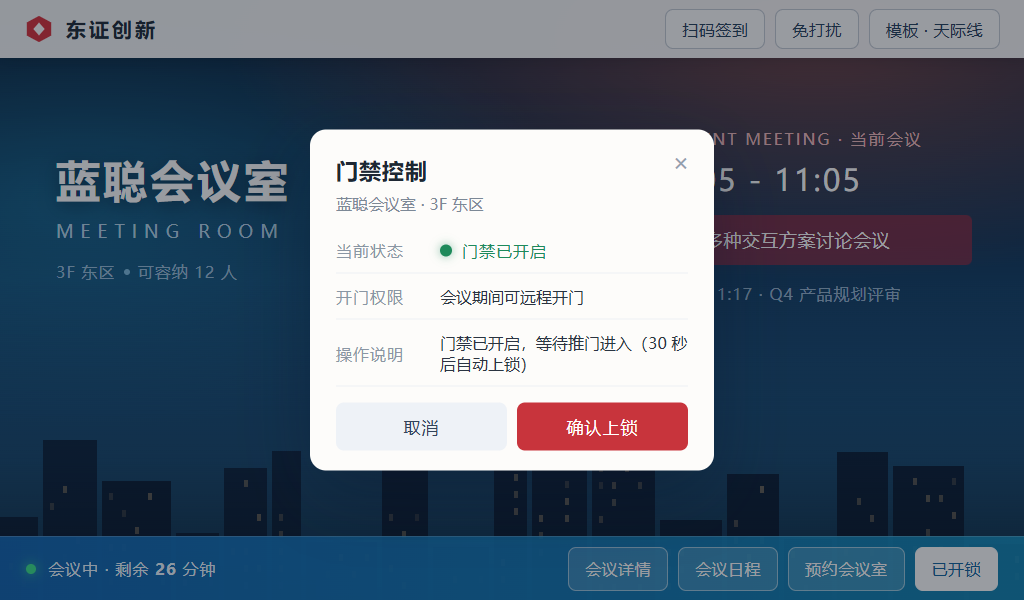 东证创新
扫码签到
免打扰
模板 · 天际线
蓝聪会议室
MEETING ROOM
3F 东区 • 可容纳 12 人
NT MEETING · 当前会议
5 - 11:05
多种交互方案讨论会议
1:17 · Q4 产品规划评审
门禁控制
×
蓝聪会议室 · 3F 东区
当前状态
门禁已开启
开门权限
会议期间可远程开门
操作说明
门禁已开启，等待推门进入（30 秒
后自动上锁）
取消
确认上锁
会议中 · 剩余 26 分钟
会议详情
会议日程
预约会议室
已开锁